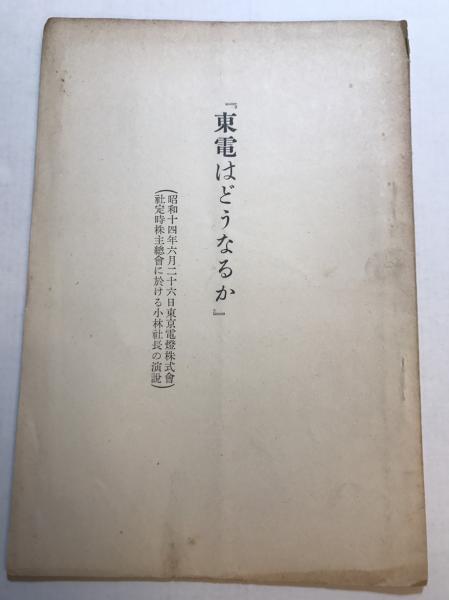 『東電はどうなるか』
(昭和十四年六月二十六日東京電燈株式會
社定時株主總會に於ける小林社長の演說)